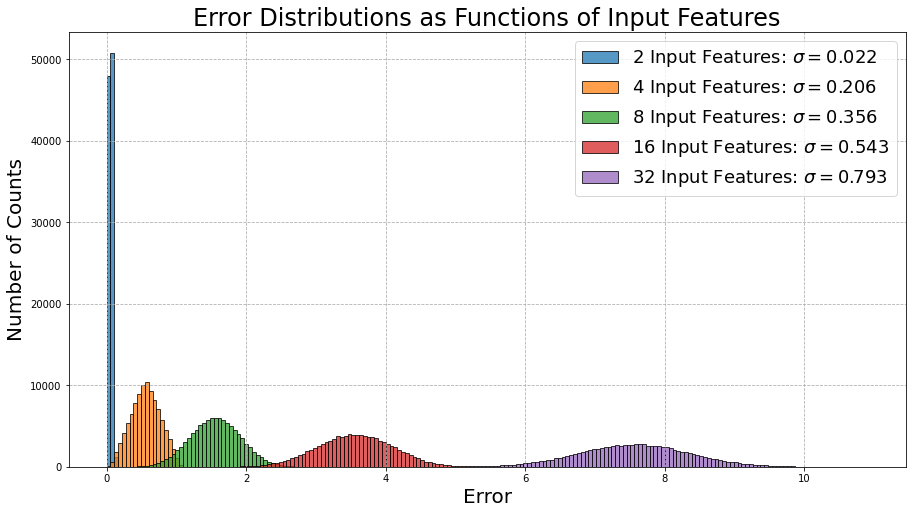 Error Distributions as Functions of Input Features
Number of Counts
50000
40000
30000
20000
10000
0
2 Input Features: σ = 0.022
4 Input Features: σ = 0.206
8 Input Features: σ = 0.356
16 Input Features: σ = 0.543
32 Input Features: σ = 0.793
0 2 4 6 8 10
Error